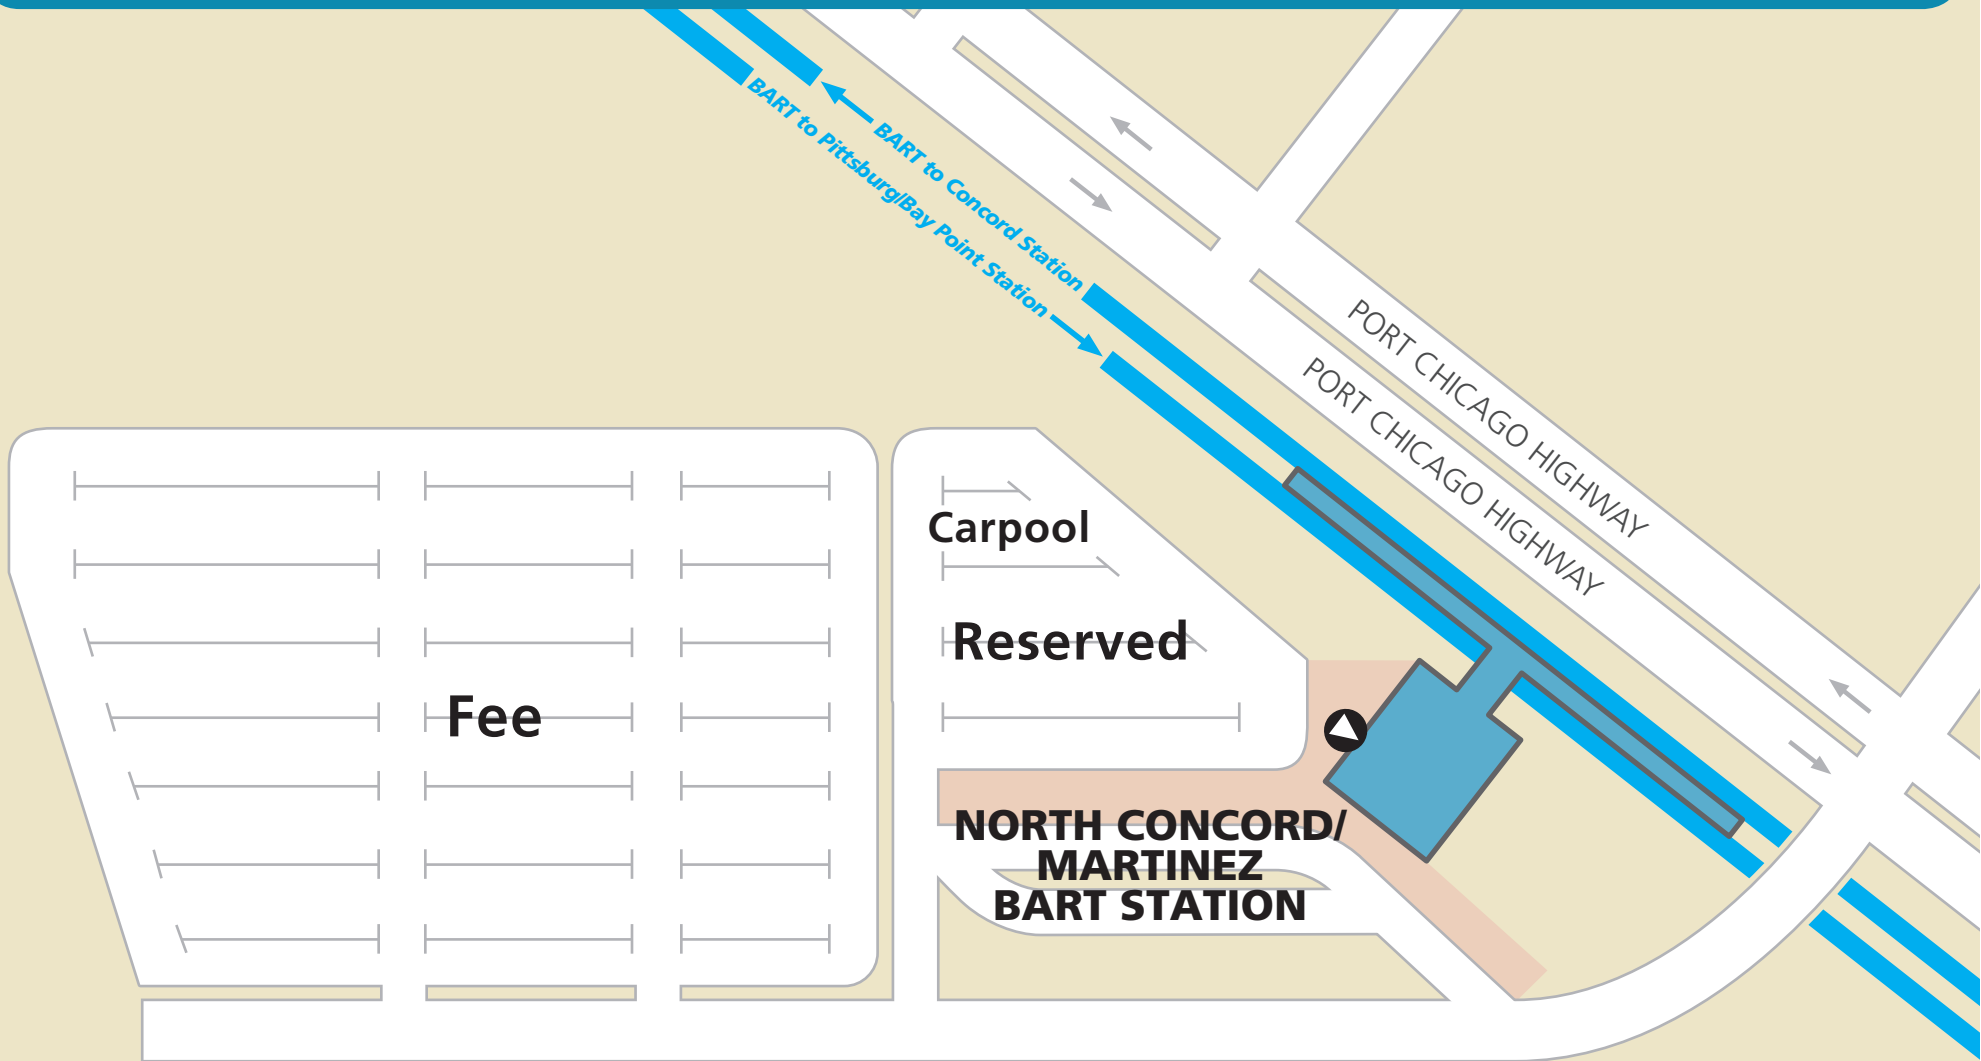 BART to Concord Station
BART to Pittsburg/Bay Point Station
PORT CHICAGO HIGHWAY
PORT CHICAGO HIGHWAY
Carpool
Reserved
Fee
NORTH CONCORD/
MARTINEZ
BART STATION